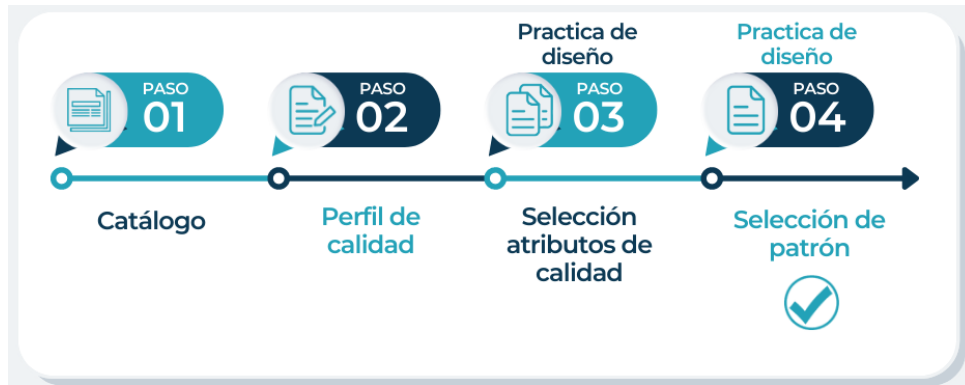 Practica de
diseño
Practica de
diseño
PASO
01
PASO
02
PASO
03
PASO
04
Catálogo
Perfil de
calidad
Selección
atributos de
calidad
Selección de
patrón